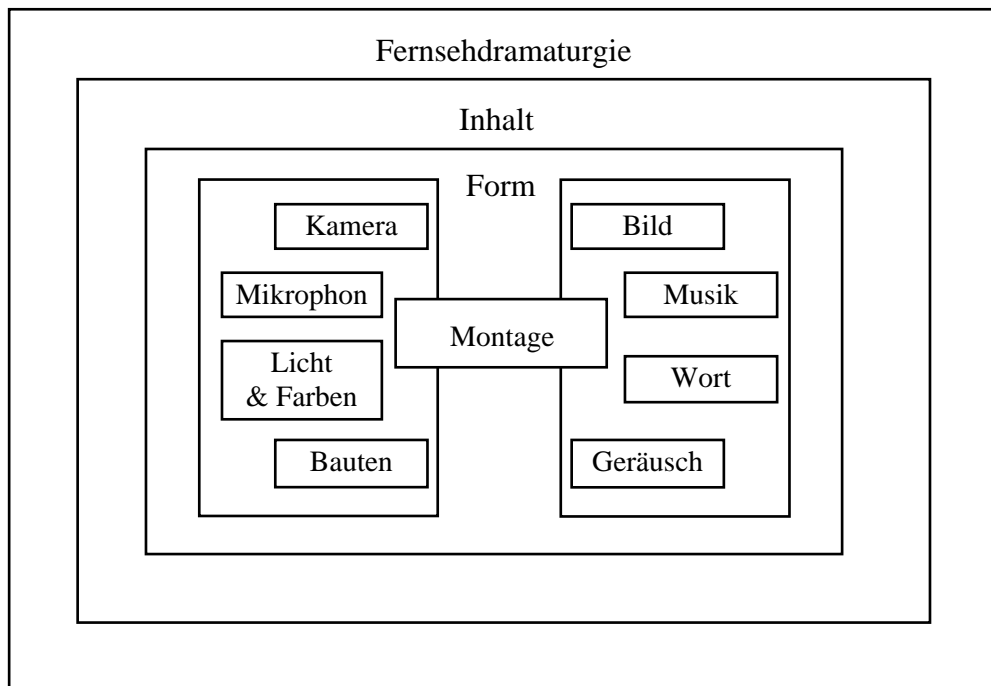 Fernsehdramaturgie
Inhalt
Form
Kamera
Mikrophon
Licht
& Farben
Bauten
Montage
Bild
Musik
Wort
Geräusch